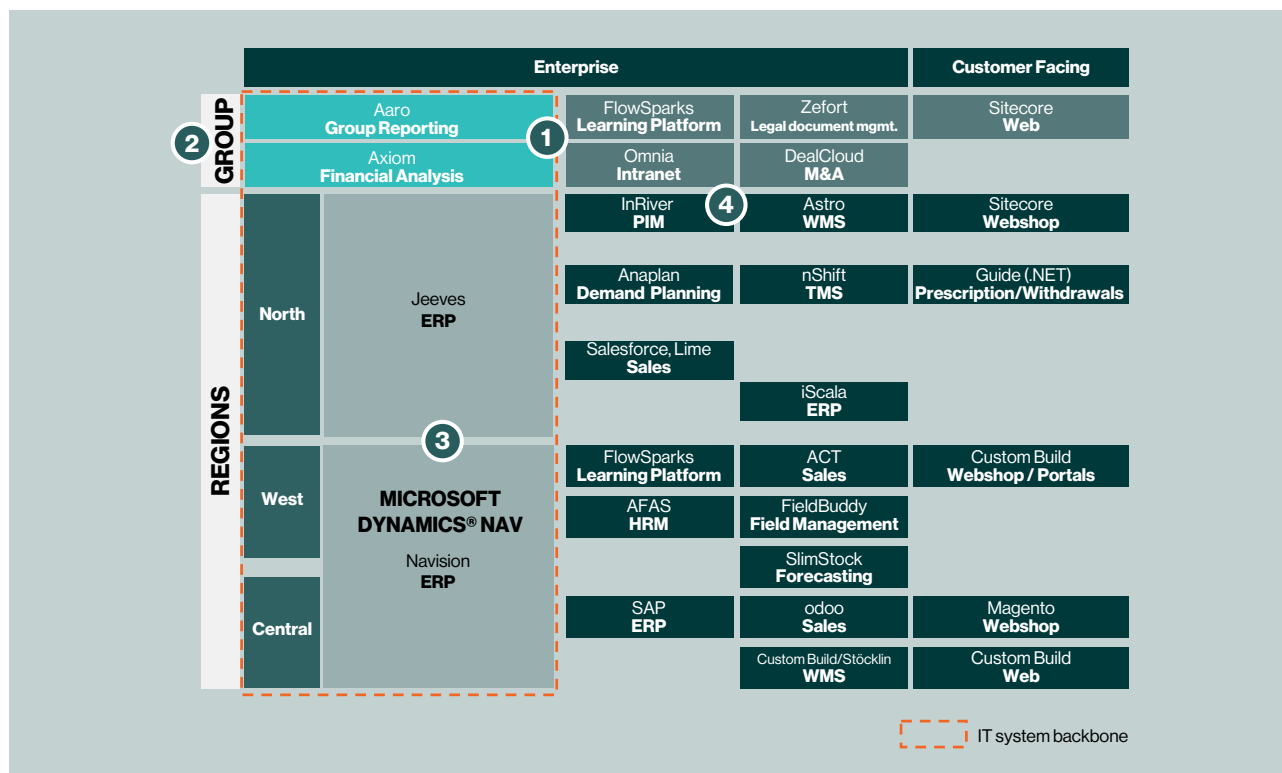 Enterprise
Customer Facing
GROUP
2
1
Aaro
Group Reporting
FlowSparks
Learning Platform
Zefort
Legal document mgmt.
Sitecore
Web
Axiom
Financial Analysis
Omnia
Intranet
DealCloud
M&A
REGIONS
North
Jeeves
ERP
InRiver
PIM
4
Astro
WMS
Sitecore
Webshop
Anaplan
Demand Planning
nShift
TMS
Guide (.NET)
Prescription/Withdrawals
Salesforce, Lime
Sales
iScala
ERP
3
West
MICROSOFT
DYNAMICS® NAV
Navision
ERP
FlowSparks
Learning Platform
ACT
Sales
Custom Build
Webshop / Portals
AFAS
HRM
FieldBuddy
Field Management
SlimStock
Forecasting
Central
SAP
ERP
odoo
Sales
Magento
Webshop
Custom Build/Stöcklin
WMS
Custom Build
Web
IT system backbone